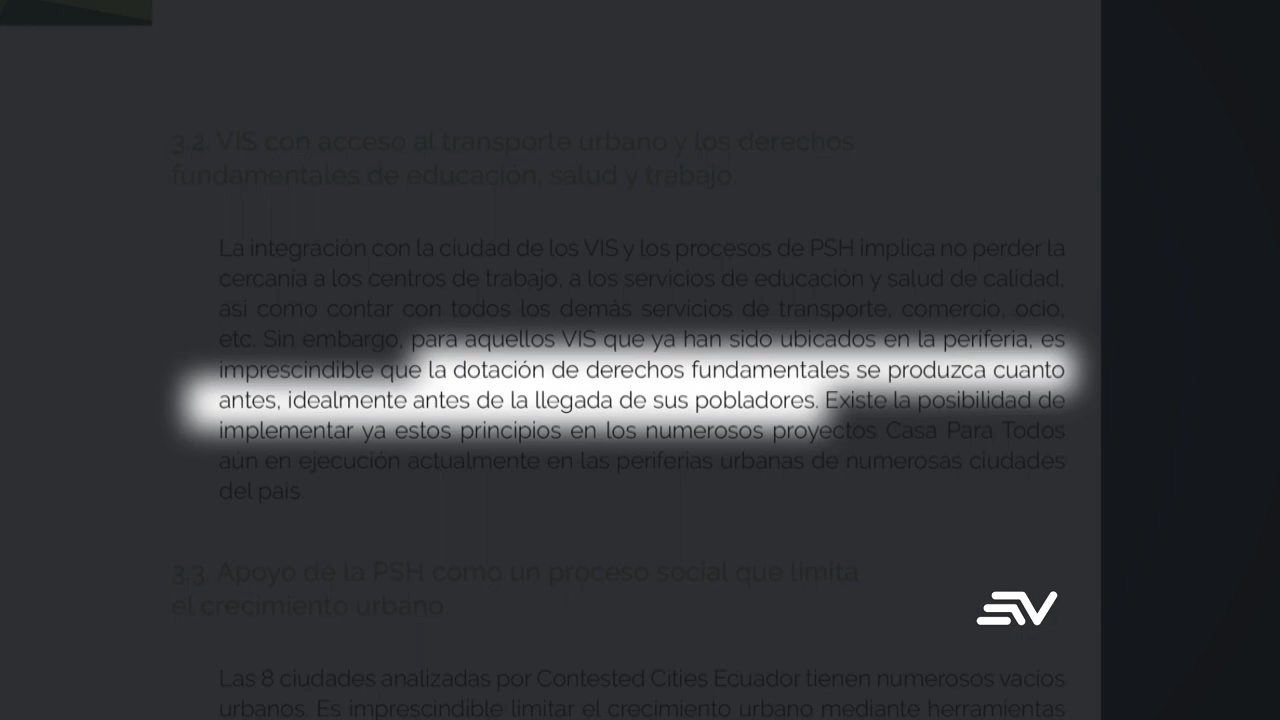 3.2. VIS con acceso al transporte urbano y los derechos
fundamentales de educación, salud y trabajo.
La integración con la ciudad de los VIS y los procesos de PSH implica no perder la
cercanía a los centros de trabajo, a los servicios de educación y salud de calidad,
así como contar con todos los demás servicios de transporte, comercio, ocio,
etc. Sin embargo, para aquellos VIS que ya han sido ubicados en la periferia, es
imprescindible que la dotación de derechos fundamentales se produzca cuanto
antes, idealmente antes de la llegada de sus pobladores. Existe la posibilidad de
implementar ya estos principios en los numerosos proyectos Casa Para Todos
aún en ejecución actualmente en las periferias urbanas de numerosas ciudades
del país.
3.3. Apoyo de la PSH como un proceso social que limita
el crecimiento urbano.
Las 8 ciudades analizadas por Contested Cities Ecuador tienen numerosos vacíos
urbanos. Es imprescindible limitar el crecimiento urbano mediante herramientas